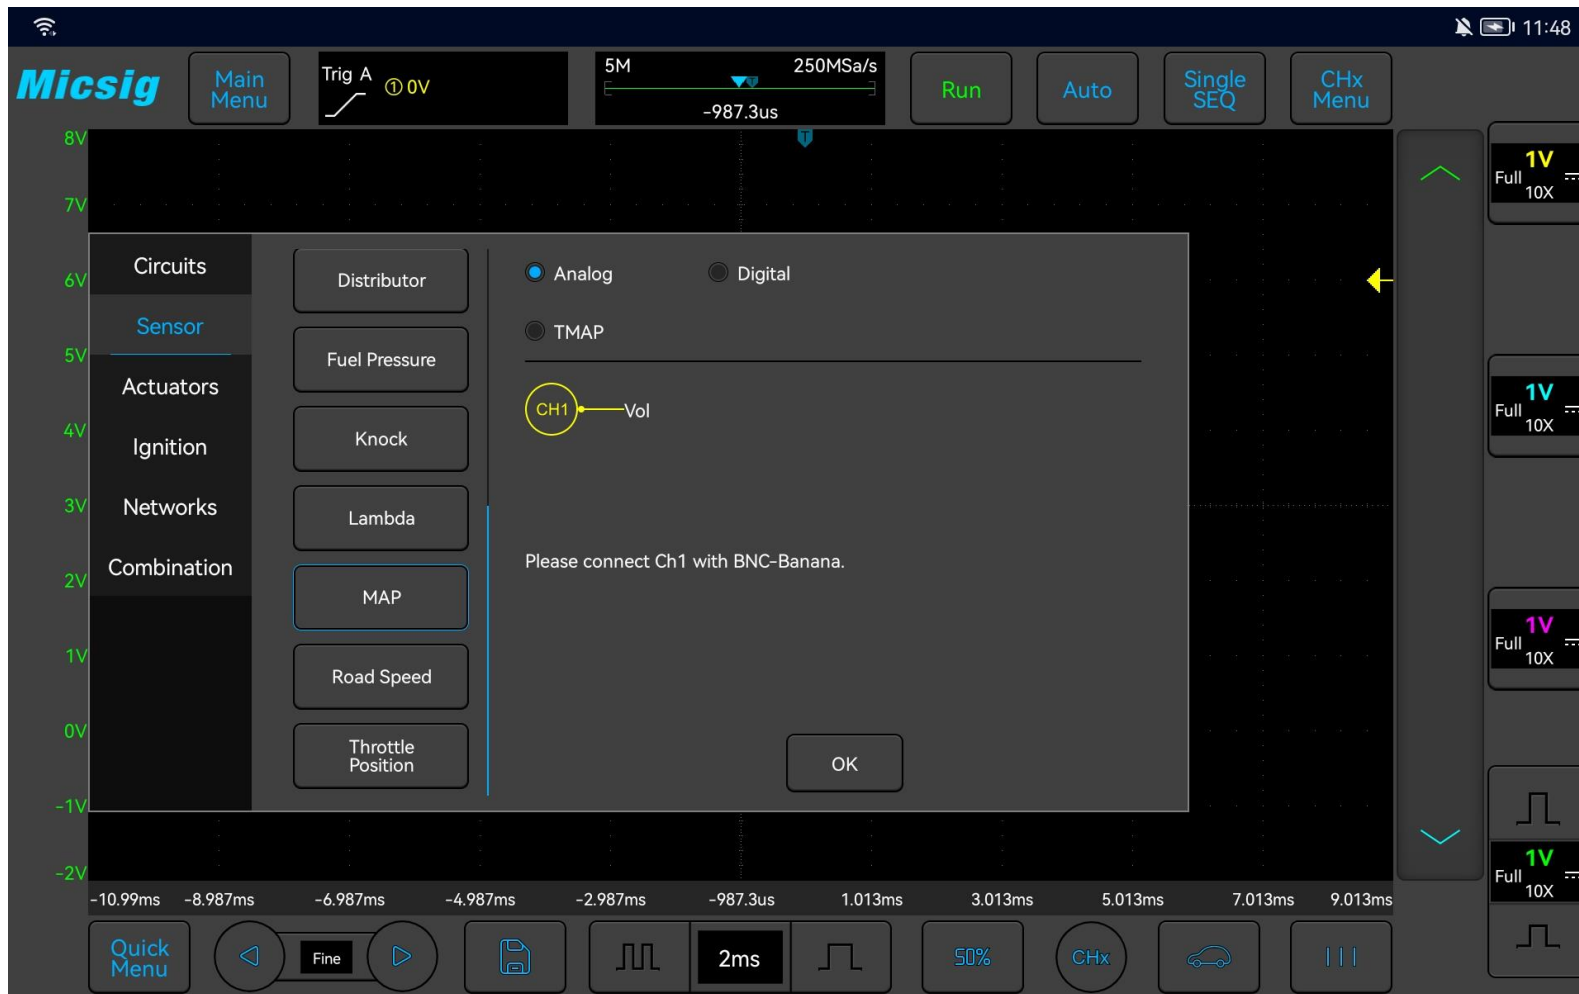 11:48
Micsig
Main
Menu
Trig A
① 0V
5M
250MSa/s
T
-987.3us
Run
Auto
Single
SEQ
CHx
Menu
T
8V
7V
6V
5V
4V
3V
2V
1V
0V
-1V
-2V
Circuits
Sensor
Actuators
Ignition
Networks
Combination
Distributor
Fuel Pressure
Knock
Lambda
MAP
Road Speed
Throttle
Position
Analog
Digital
TMAP
CH1
Vol
Please connect Ch1 with BNC-Banana.
OK
1V
Full
10X
1V
Full
10X
1V
Full
10X
1V
Full
10X
-10.99ms
-8.987ms
-6.987ms
-4.987ms
-2.987ms
-987.3us
1.013ms
3.013ms
5.013ms
7.013ms
9.013ms
Quick
Menu
Fine
2ms
50%
CHx